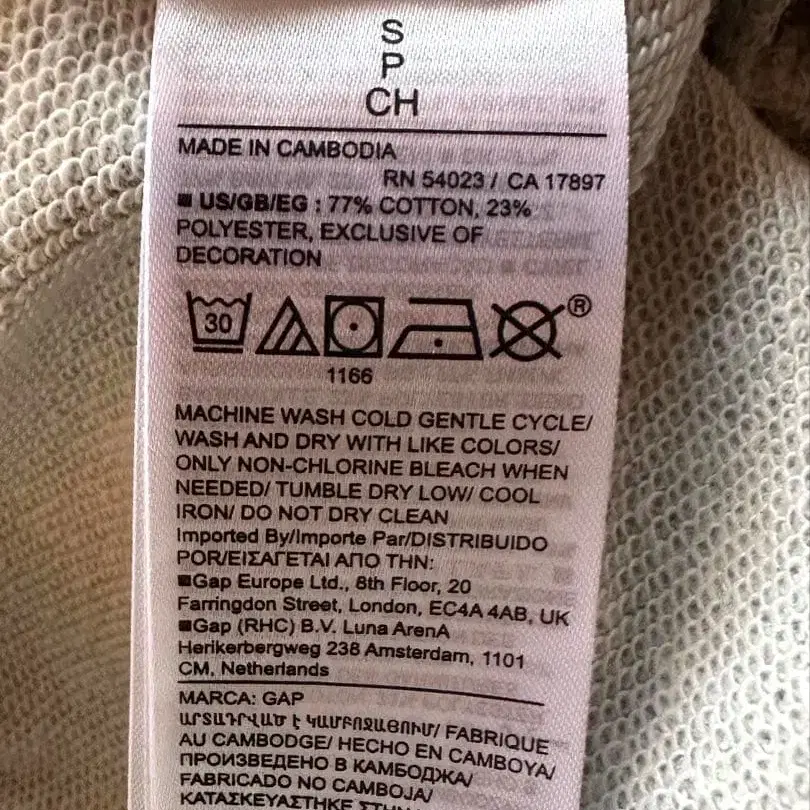 S
P
CH
MADE IN CAMBODIA
RN 54023 / CA 17897
■ US/GB/EG : 77% COTTON, 23%
POLYESTER, EXCLUSIVE OF
DECORATION
30
®
1166
MACHINE WASH COLD GENTLE CYCLE/
WASH AND DRY WITH LIKE COLORS/
ONLY NON-CHLORINE BLEACH WHEN
NEEDED/ TUMBLE DRY LOW/ COOL
IRON/ DO NOT DRY CLEAN
Imported By/Importe Par/DISTRIBUIDO
POR/ΕΙΣΑΓΕΤΑΙ ΑΠΟ ΤΗΝ:
■Gap Europe Ltd., 8th Floor, 20
Farringdon Street, London, EC4A 4AB, UK
■Gap (RHC) B.V. Luna ArenA
Herikerbergweg 238 Amsterdam, 1101
CM, Netherlands
MARCA: GAP
ԱՐՏԱԴՐՎԱԾ Է ԿԱՄԲՈՋԱՅՈՒՄ/ FABRIQUE
AU CAMBODGE/ HECHO EN CAMBOYA/
ПРОИЗВЕДЕНО В КАМБОДЖА/
FABRICADO NO CAMBOJA/
ΚΑΤΑΣΚΕΥΑΣΤΗΚΕ ΣΤΗΝ